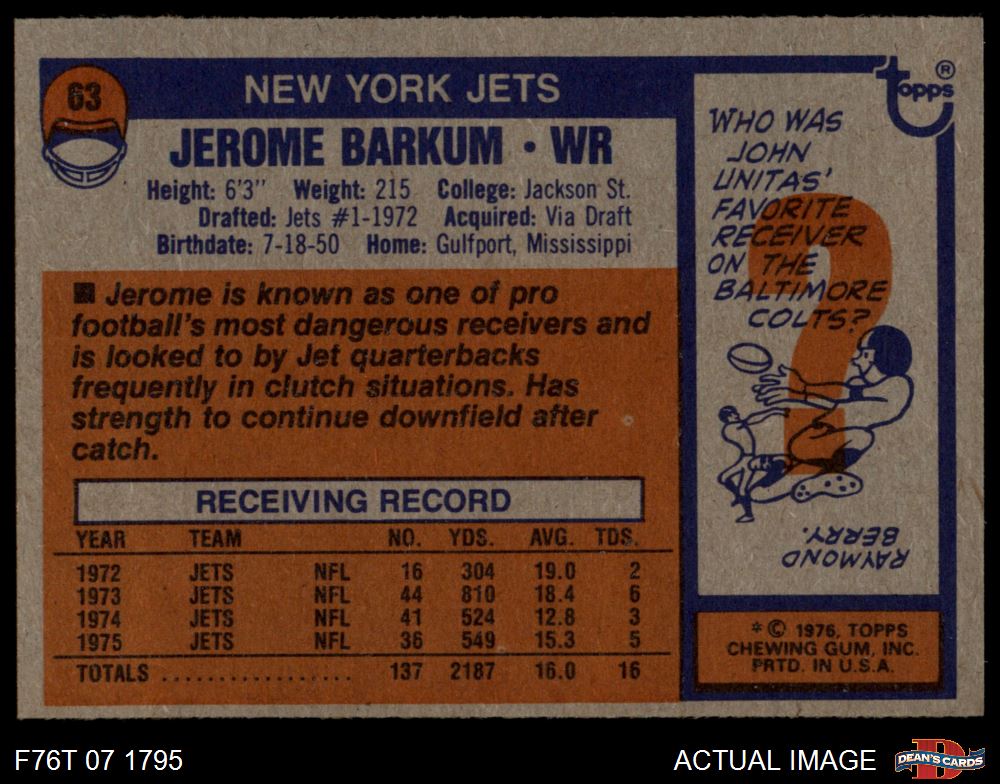 63
NEW YORK JETS
JEROME BARKUM • WR
Height: 6'3" Weight: 215 College: Jackson St.
Drafted: Jets #1-1972 Acquired: Via Draft
Birthdate: 7-18-50 Home: Gulfport, Mississippi
■ Jerome is known as one of pro
football's most dangerous receivers and
is looked to by Jet quarterbacks
frequently in clutch situations. Has
strength to continue downfield after
catch.
RECEIVING RECORD
YEAR TEAM NO. YDS. AVG. TDS.
1972 JETS NFL 16 304 19.0 2
1973 JETS NFL 44 810 18.4 6
1974 JETS NFL 41 524 12.8 3
1975 JETS NFL 36 549 15.3 5
TOTALS .................. 137 2187 16.0 16
topps®
WHO WAS
JOHN
UNITAS'
FAVORITE
RECEIVER
ON THE
BALTIMORE
COLTS?
?
RAYMOND
BERRY.
*© 1976, TOPPS
CHEWING GUM, INC.
PRTD. IN U.S.A.
F76T 07 1795
ACTUAL IMAGE
D
DEAN'S CARDS